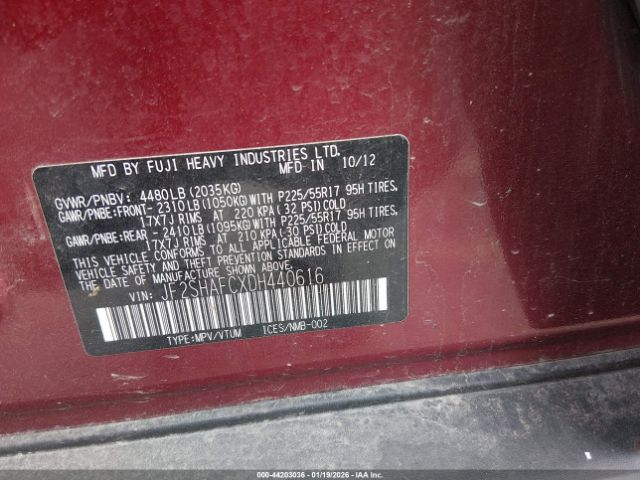 MFD BY FUJI HEAVY INDUSTRIES LTD.
MFD IN 10/12
GVWR/PNBV: 4480LB(2035KG)
GAWR/PNBE:FRONT- 2310LB(1050KG)WITH P225/55R17 95H TIRES,
17X7J RIMS AT 220 KPA(32 PSI)COLD
GAWR/PNBE:REAR - 2410LB(1095KG)WITH P225/55R17 95H TIRES,
17X7J RIMS AT 210 KPA(30 PSI)COLD
THIS VEHICLE CONFORMS TO ALL APPLICABLE FEDERAL MOTOR
VEHICLE SAFETY AND BUMPER STANDARDS IN EFFECT ON
THE DATE OF MANUFACTURE SHOWN ABOVE.
VIN: JF2SHAFCXDH440616
TYPE:MPV/VTUM ICES/NMB-002
000-44203036 | 01/19/2026 | IAA INC.